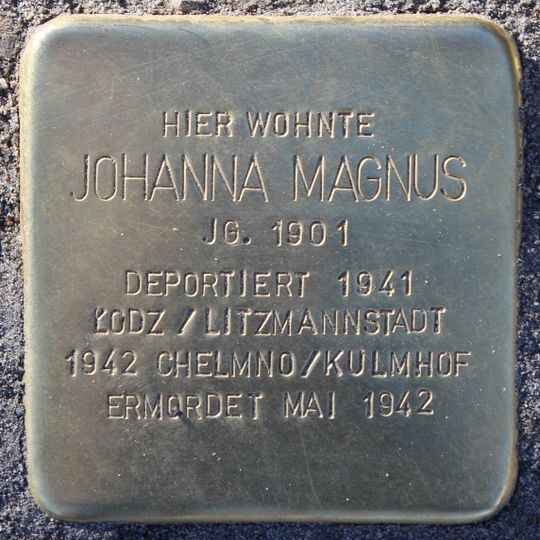 HIER WOHNTE
JOHANNA MAGNUS
JG. 1901
DEPORTIERT 1941
ŁODZ / LITZMANNSTADT
1942 CHELMNO / KULMHOF
ERMORDET MAI 1942